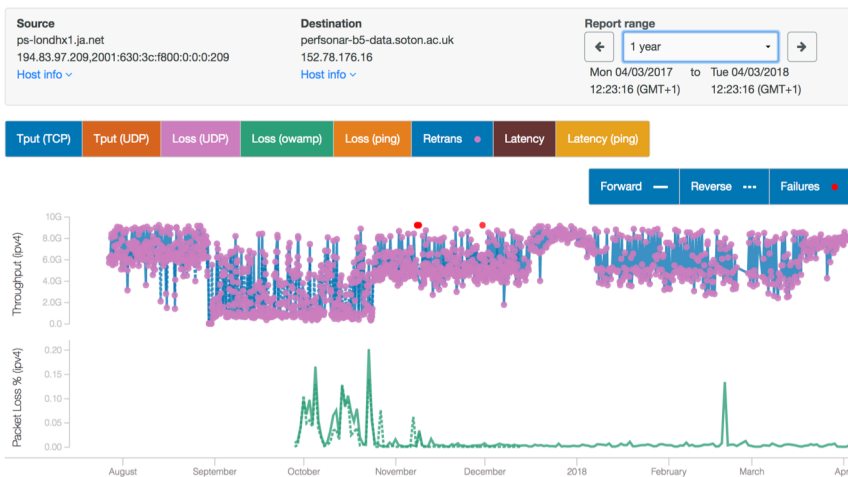 Source
Destination
Report range
ps-londhx1.ja.net
perfsonar-b5-data.soton.ac.uk
194.83.97.209,2001:630:3c:f800:0:0:0:209
152.78.176.16
1 year
Host info
Host info
Mon 04/03/2017 to Tue 04/03/2018
12:23:16 (GMT+1) 12:23:16 (GMT+1)
Tput (TCP)
Tput (UDP)
Loss (UDP)
Loss (owamp)
Loss (ping)
Retrans
Latency
Latency (ping)
Forward
Reverse
Failures
Throughput (ipv4)
10G
8.0G
6.0G
4.0G
2.0G
0.0
Packet Loss % (ipv4)
0.20
0.15
0.10
0.05
0.00
August
September
October
November
December
2018
February
March
Apr